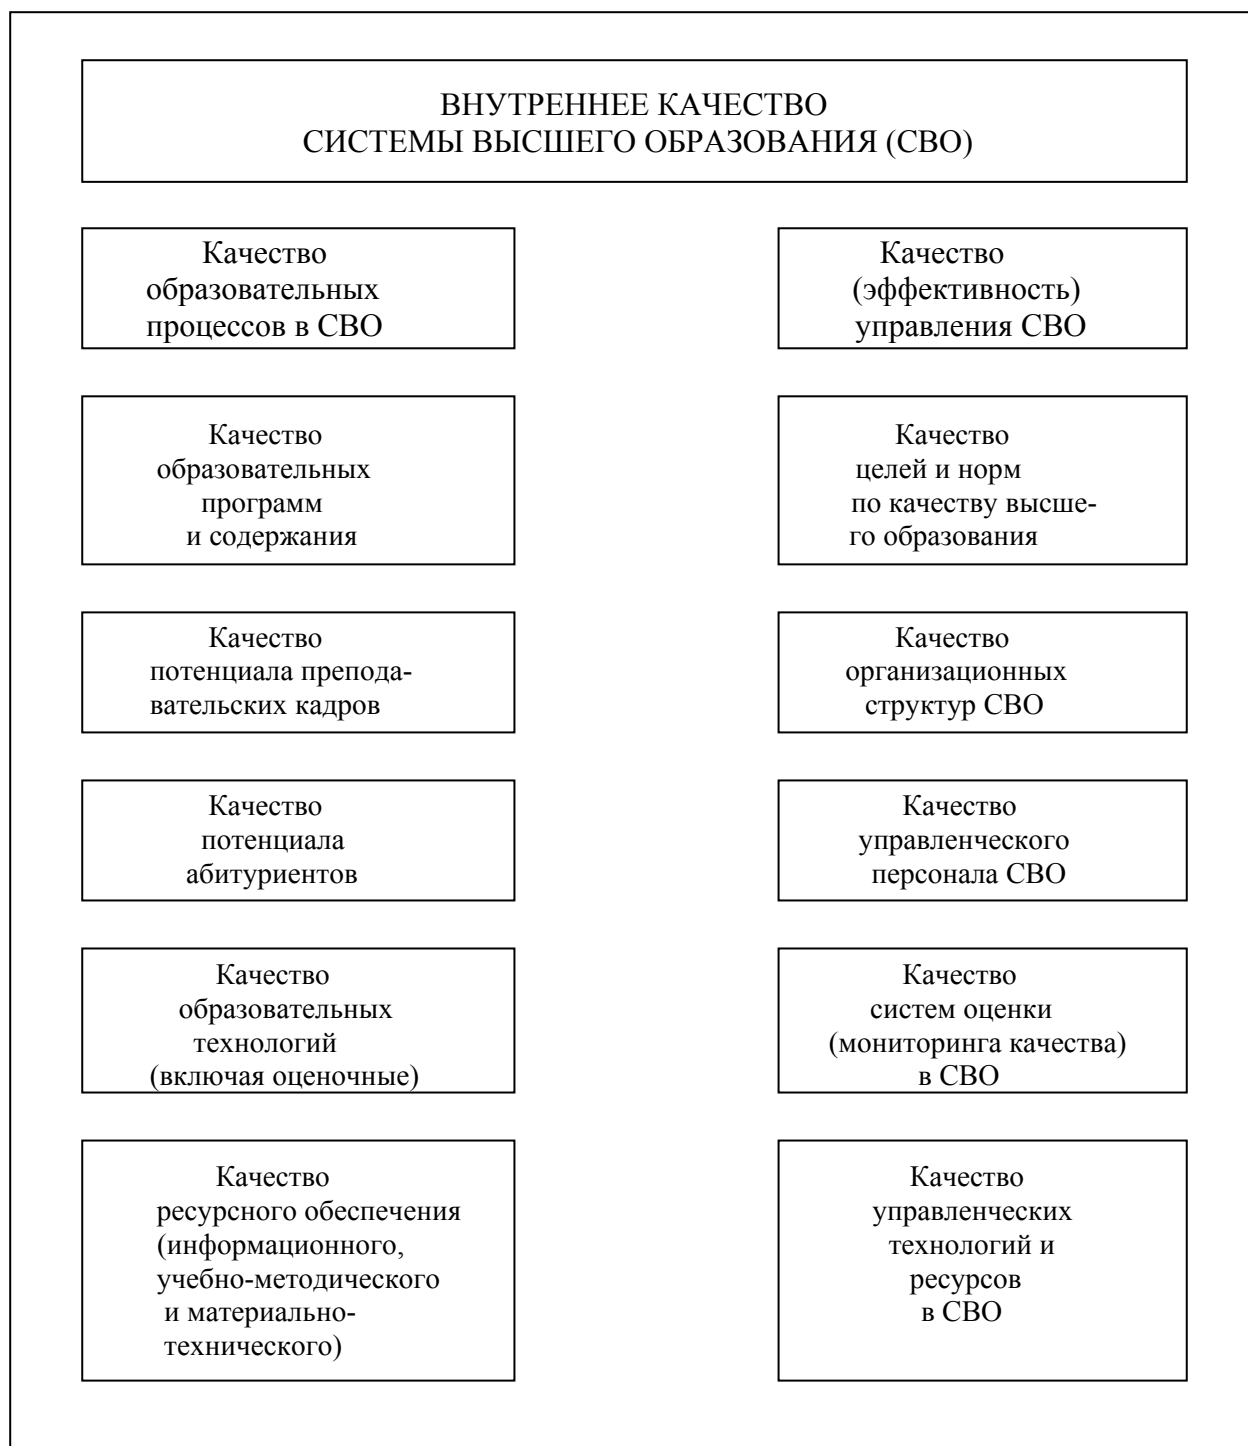 ВНУТРЕННЕЕ КАЧЕСТВО
СИСТЕМЫ ВЫСШЕГО ОБРАЗОВАНИЯ (СВО)
Качество
образовательных
процессов в СВО
Качество
(эффективность)
управления СВО
Качество
образовательных
программ
и содержания
Качество
целей и норм
по качеству высше-
го образования
Качество
потенциала препода-
вательских кадров
Качество
организационных
структур СВО
Качество
потенциала
абитуриентов
Качество
управленческого
персонала СВО
Качество
образовательных
технологий
(включая оценочные)
Качество
систем оценки
(мониторинга качества)
в СВО
Качество
ресурсного обеспечения
(информационного,
учебно-методического
и материально-
технического)
Качество
управленческих
технологий и
ресурсов
в СВО